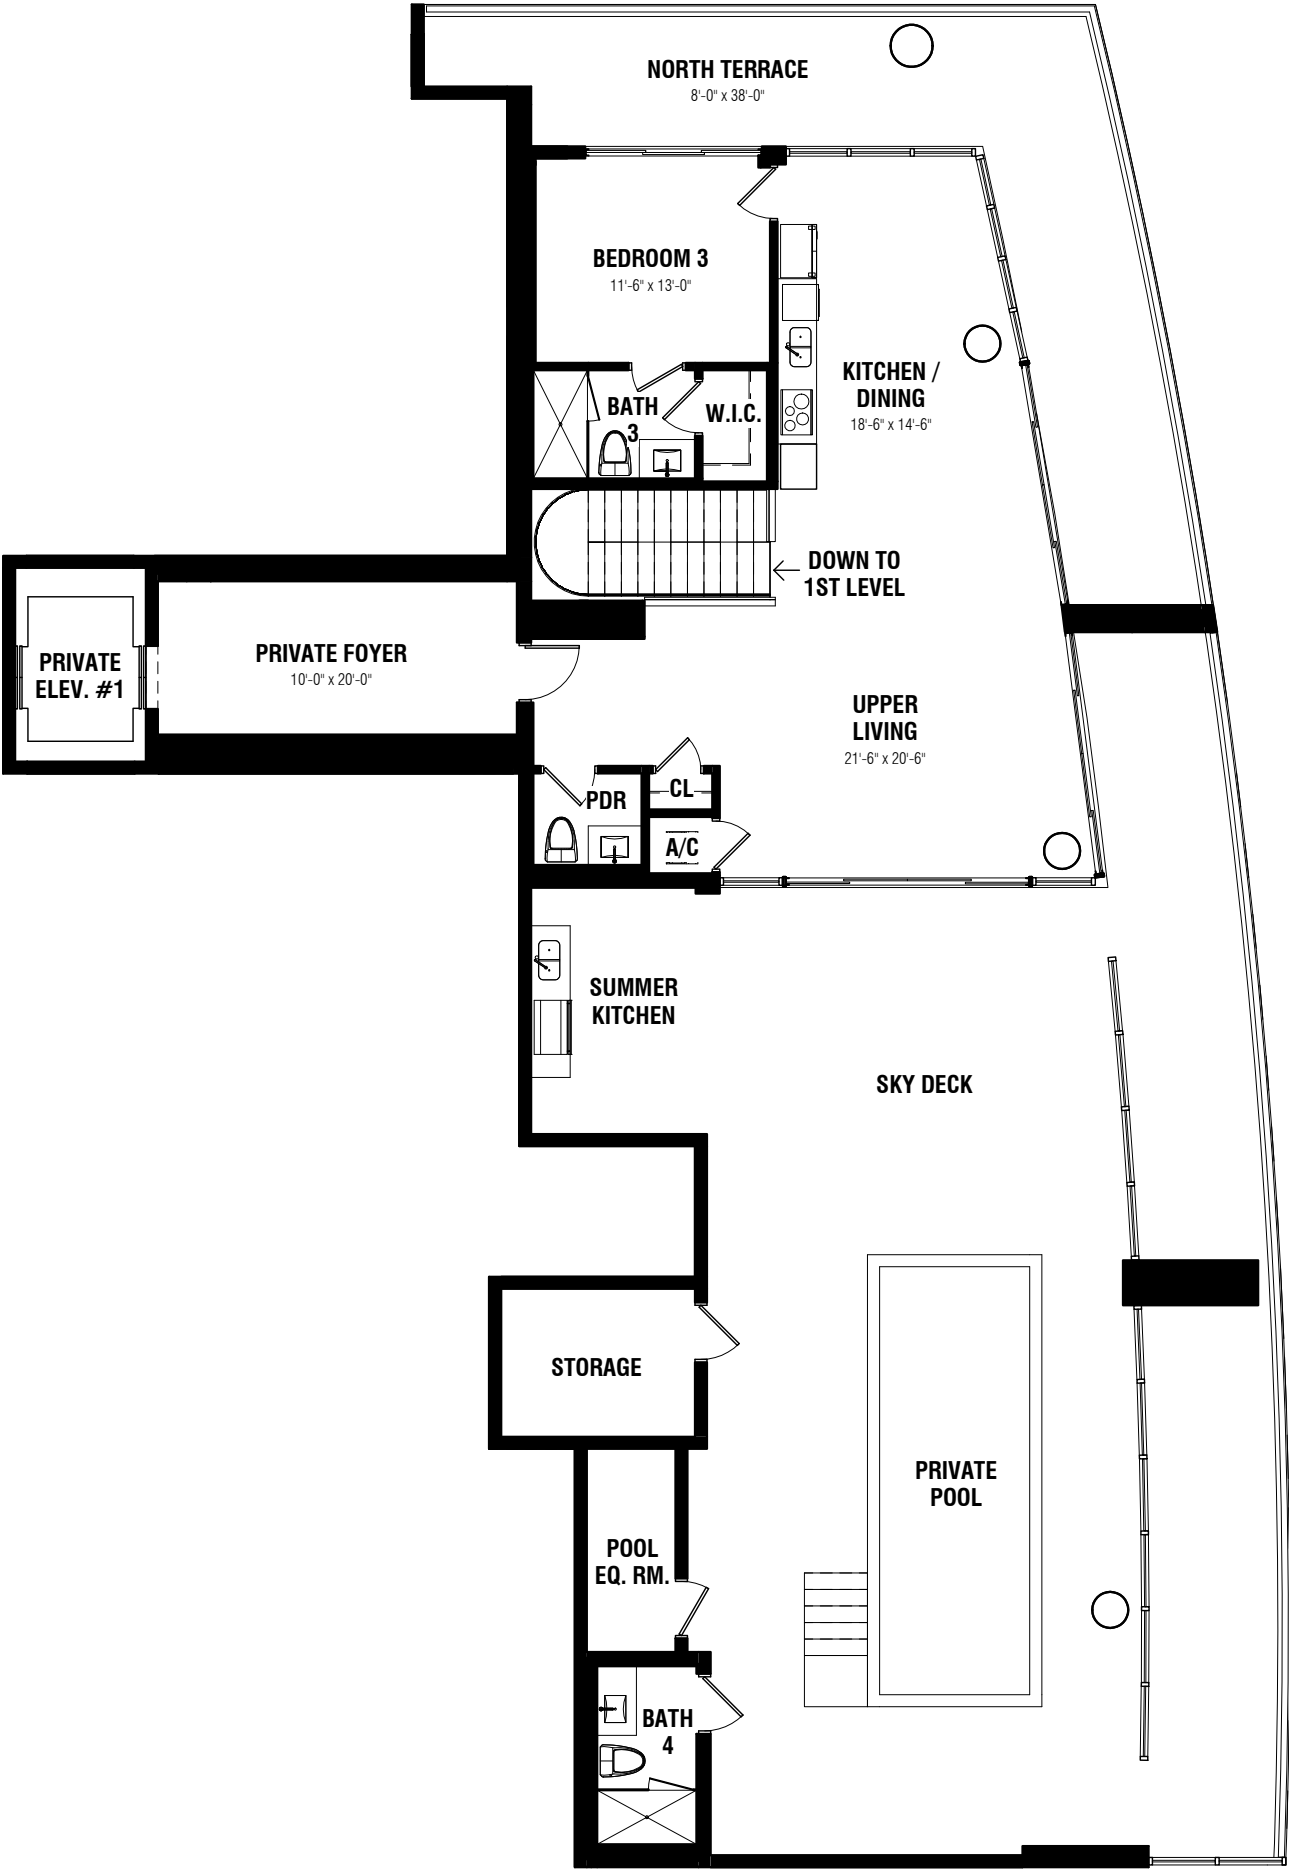 NORTH TERRACE
8'-0" x 38'-0"
BEDROOM 3
11'-6" x 13'-0"
KITCHEN /
DINING
18'-6" x 14'-6"
BATH
3
W.I.C.
DOWN TO
1ST LEVEL
PRIVATE
ELEV. #1
PRIVATE FOYER
10'-0" x 20'-0"
UPPER
LIVING
21'-6" x 20'-6"
PDR
CL
A/C
SUMMER
KITCHEN
SKY DECK
STORAGE
PRIVATE
POOL
POOL
EQ. RM.
BATH
4